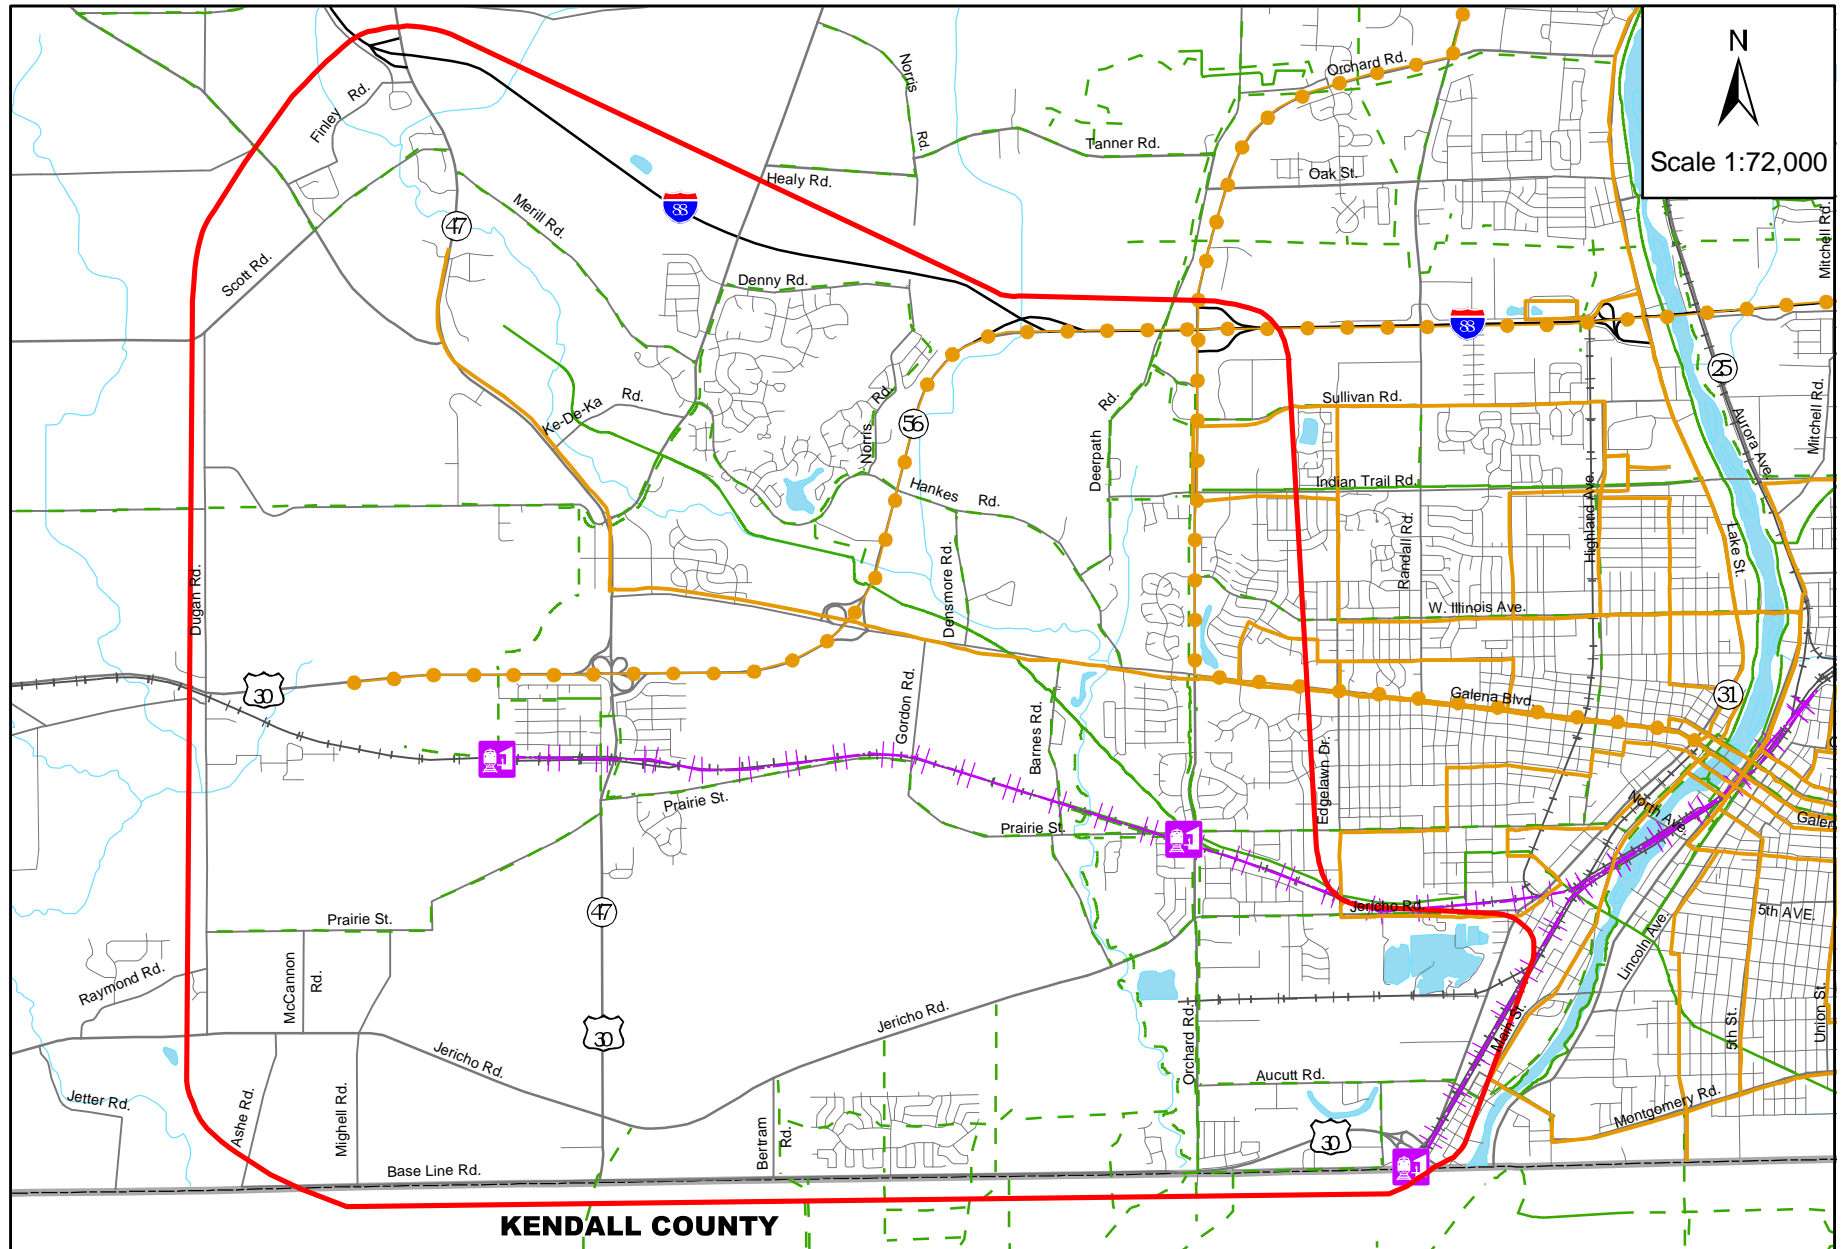 N
Scale 1:72,000
Orchard Rd.
Norris
Rd.
Finley Rd.
Tanner Rd.
Healy Rd.
Oak St.
Merill Rd.
88
47
Mitchell Rd.
Scott Rd.
Denny Rd.
88
25
Ke-De-Ka Rd.
Norris Rd.
56
Deerpath Rd.
Sullivan Rd.
Aurora Ave.
Mitchell Rd.
Hankes Rd.
Indian Trail Rd.
Highland Ave.
Randall Rd.
Lake St.
Dugan Rd.
Densmore Rd.
W. Illinois Ave.
30
Gordon Rd.
Barnes Rd.
Galena Blvd.
31
Edgelawn Dr.
Prairie St.
Prairie St.
North Ave.
Galen
Prairie St.
47
Jericho Rd.
5th AVE.
Lincoln Ave.
Raymond Rd.
McCannon Rd.
30
Jericho Rd.
Jericho Rd.
Orchard Rd.
Main St.
5th St.
Union St.
Jetter Rd.
Ashe Rd.
Mighell Rd.
Aucutt Rd.
Montgomery Rd.
Bertram Rd.
30
Base Line Rd.
KENDALL COUNTY